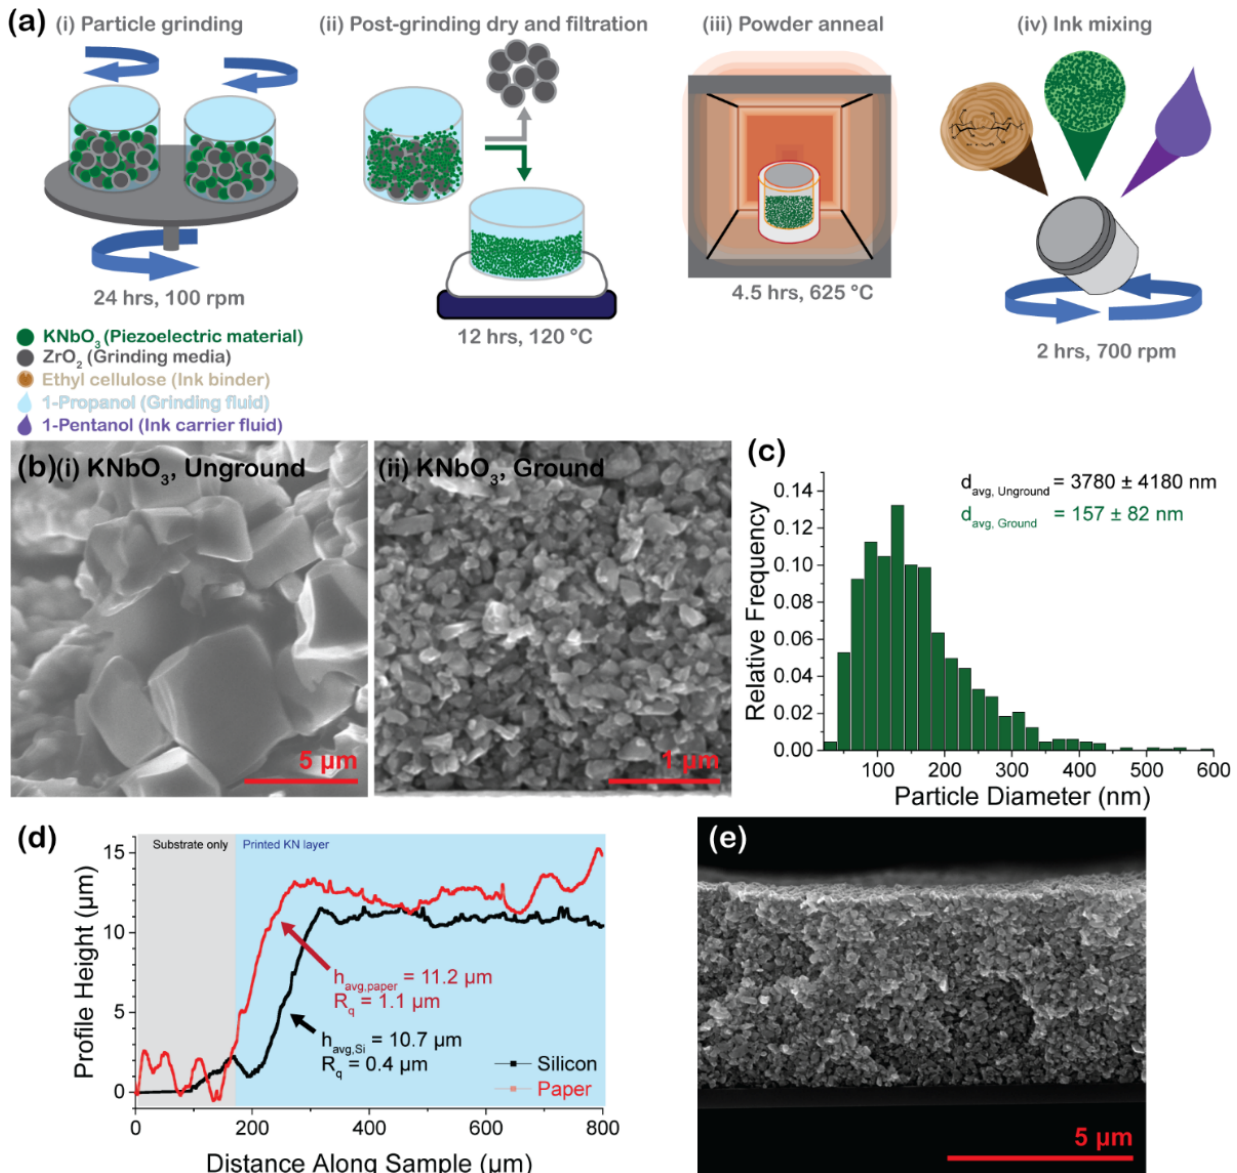 (a)
(i) Particle grinding
(ii) Post-grinding dry and filtration
(iii) Powder anneal
(iv) Ink mixing
24 hrs, 100 rpm
12 hrs, 120 °C
4.5 hrs, 625 °C
2 hrs, 700 rpm
KNbO₃ (Piezoelectric material)
ZrO₂ (Grinding media)
Ethyl cellulose (Ink binder)
1-Propanol (Grinding fluid)
1-Pentanol (Ink carrier fluid)
(b)(i) KNbO₃, Unground
5 µm
(ii) KNbO₃, Ground
1 µm
(c)
d_avg, Unground = 3780 ± 4180 nm
d_avg, Ground = 157 ± 82 nm
Relative Frequency
0.14
0.12
0.10
0.08
0.06
0.04
0.02
0.00
100 200 300 400 500 600
Particle Diameter (nm)
(d)
Substrate only
Printed KN layer
Profile Height (µm)
15
10
5
0
h_avg,paper = 11.2 µm
R_q = 1.1 µm
h_avg,Si = 10.7 µm
R_q = 0.4 µm
Silicon
Paper
0 200 400 600 800
Distance Along Sample (µm)
(e)
5 µm